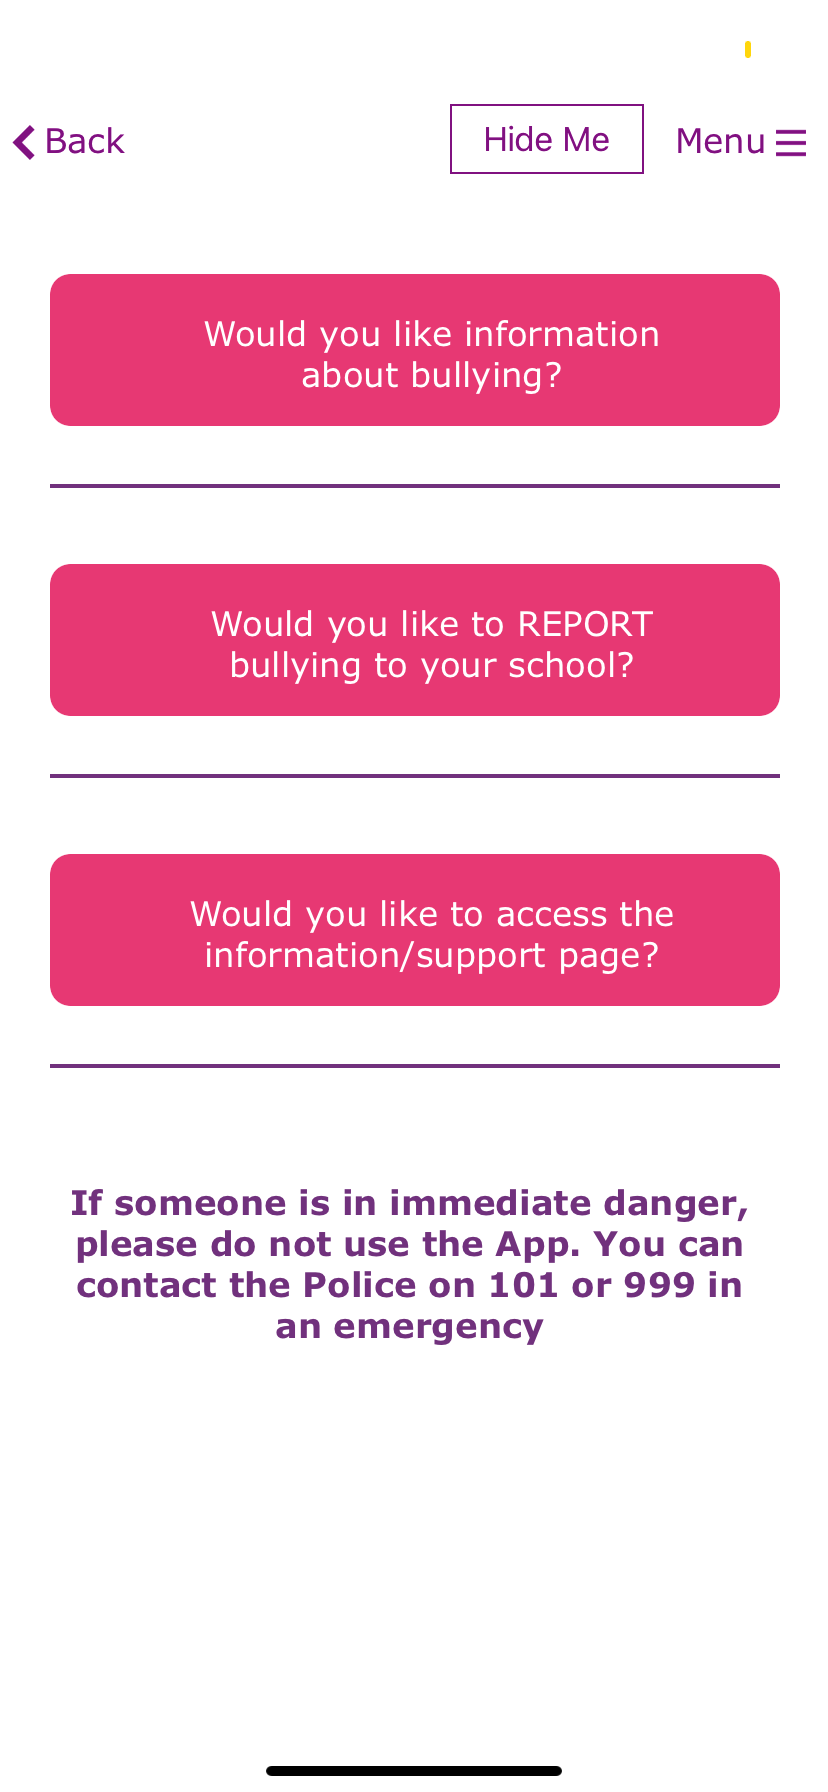 Back
Hide Me
Menu
Would you like information
about bullying?
Would you like to REPORT
bullying to your school?
Would you like to access the
information/support page?
If someone is in immediate danger,
please do not use the App. You can
contact the Police on 101 or 999 in
an emergency